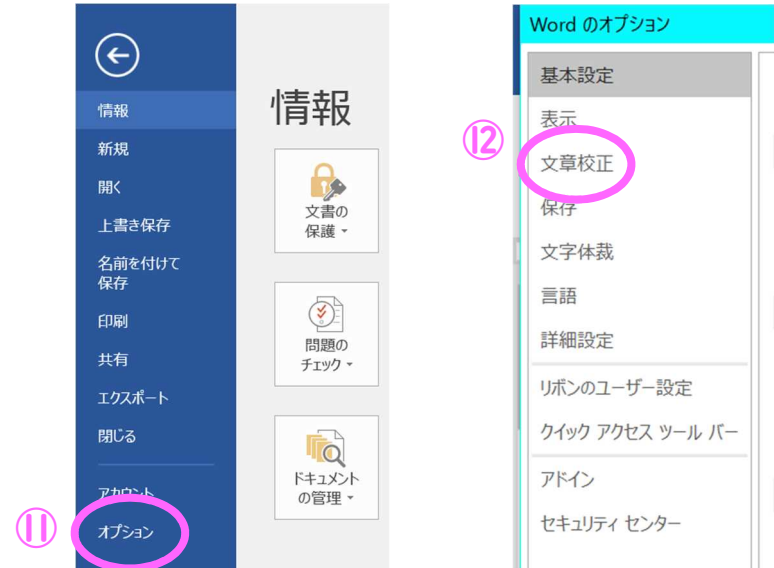 情報
新規
開く
上書き保存
名前を付けて
保存
印刷
共有
エクスポート
閉じる
アカウント
オプション
⑪
情報
文書の
保護
問題の
チェック
ドキュメント
の管理
Word のオプション
基本設定
表示
⑫
文章校正
保存
文字体裁
言語
詳細設定
リボンのユーザー設定
クイック アクセス ツール バー
アドイン
セキュリティ センター